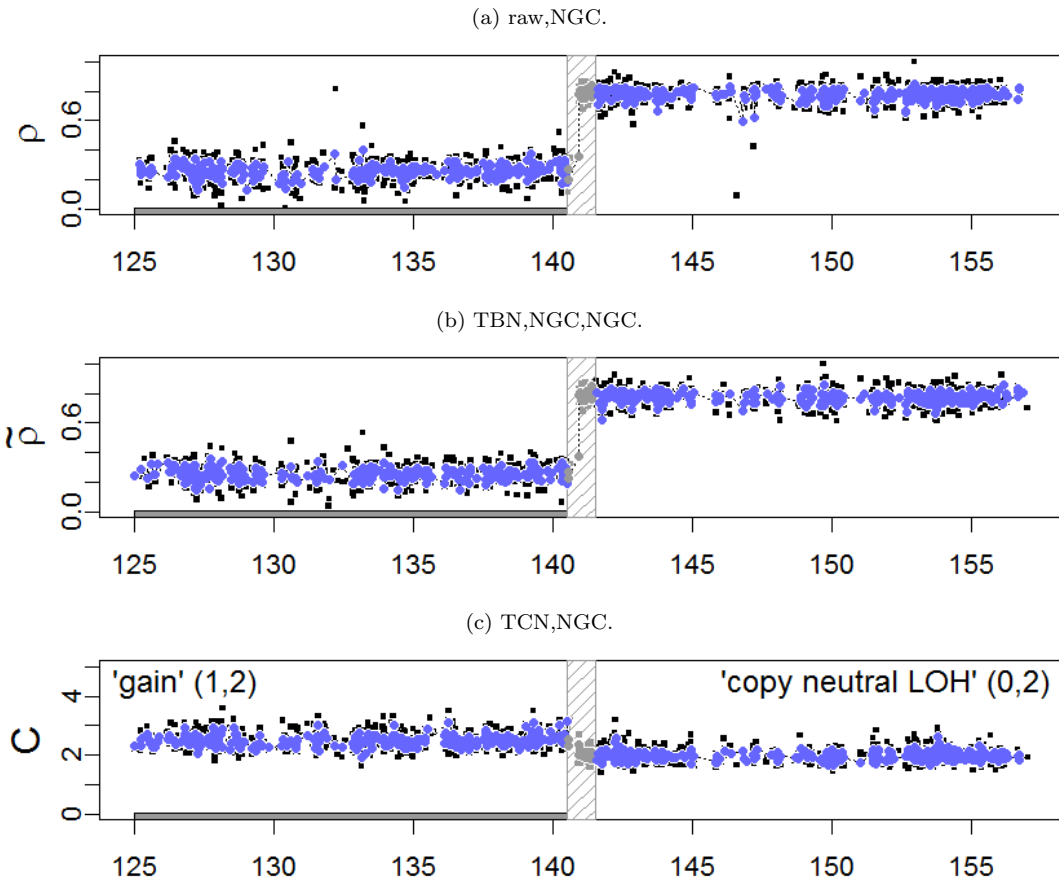 (a) raw,NGC.
ρ
0.0 0.6
125 130 135 140 145 150 155
(b) TBN,NGC,NGC.
ρ̃
0.0 0.6
125 130 135 140 145 150 155
(c) TCN,NGC.
'gain' (1,2) 'copy neutral LOH' (0,2)
C
0 2 4
125 130 135 140 145 150 155